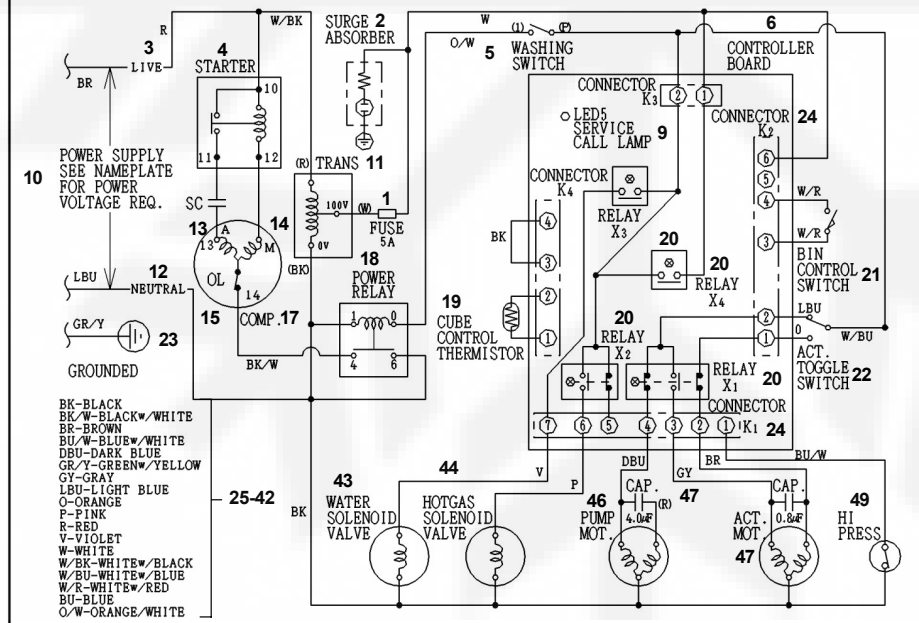 R
3
LIVE
BR
4
STARTER
10
11
12
W/BK
SURGE 2
ABSORBER
W
O/W
5
(1)
(P)
WASHING
SWITCH
6
CONTROLLER
BOARD
CONNECTOR
K3
2
1
LED5
SERVICE
CALL LAMP
9
CONNECTOR 24
K2
6
5
4
3
2
1
W/R
W/R
10
POWER SUPPLY
SEE NAMEPLATE
FOR POWER
VOLTAGE REQ.
SC
(R)
TRANS
11
100V
(W)
0V
(BK)
1
FUSE
5A
CONNECTOR
K4
4
3
2
1
BK
RELAY
X3
20
RELAY
X4
20
BIN
CONTROL
SWITCH
21
13
A
13
14
M
OL
14
15
COMP.
17
LBU
12
NEUTRAL
GR/Y
23
GROUNDED
18
POWER
RELAY
1
0
4
6
BK/W
19
CUBE
CONTROL
THERMISTOR
20
RELAY
X2
RELAY
X1
20
LBU
0
W/BU
ACT.
TOGGLE
SWITCH
22
CONNECTOR
K1
24
7
6
5
4
3
2
1
BK-BLACK
BK/W-BLACKw/WHITE
BR-BROWN
BU/W-BLUEw/WHITE
DBU-DARK BLUE
GR/Y-GREENw/YELLOW
GY-GRAY
LBU-LIGHT BLUE
O-ORANGE
P-PINK
R-RED
V-VIOLET
W-WHITE
W/BK-WHITEw/BLACK
W/BU-WHITEw/BLUE
W/R-WHITEw/RED
BU-BLUE
O/W-ORANGE/WHITE
25-42
BK
43
WATER
SOLENOID
VALVE
V
44
HOTGAS
SOLENOID
VALVE
P
46
PUMP
MOT.
DBU
CAP.
4.0uF
(R)
47
GY
BR
ACT.
MOT.
47
CAP.
0.8uF
BU/W
49
HI
PRESS